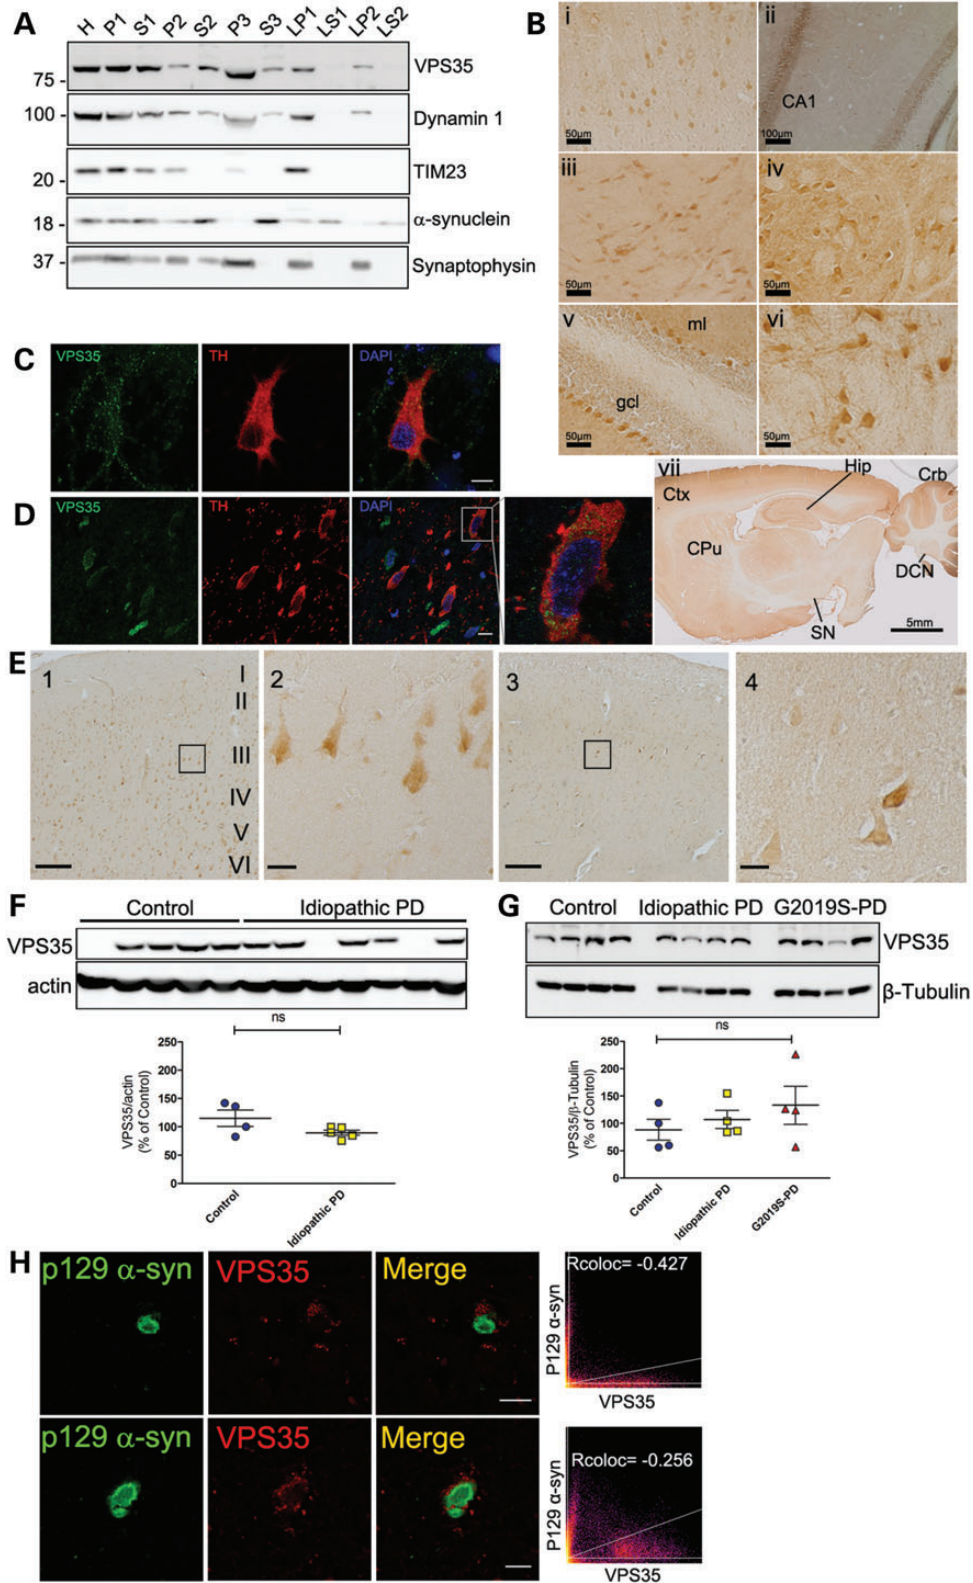 A
H P1 S1 P2 S2 P3 S3 LP1 LS1 LP2 LS2
75 - VPS35
100 - Dynamin 1
20 - TIM23
18 - α-synuclein
37 - Synaptophysin
B
i
50µm
ii
CA1
100µm
iii
50µm
iv
50µm
v
ml
gcl
50µm
vi
50µm
vii
Ctx
Hip
Crb
CPu
DCN
SN
5mm
C
VPS35 TH DAPI
D
VPS35 TH DAPI
E
1
I
II
III
IV
V
VI
2
3
4
F
Control Idiopathic PD
VPS35
actin
ns
VPS35/actin
(% of Control)
250
200
150
100
50
0
Control
Idiopathic PD
G
Control Idiopathic PD G2019S-PD
VPS35
β-Tubulin
ns
VPS35/β-Tubulin
(% of Control)
250
200
150
100
50
0
Control
Idiopathic PD
G2019S-PD
H
p129 α-syn VPS35 Merge
Rcoloc= -0.427
P129 α-syn
VPS35
p129 α-syn VPS35 Merge
Rcoloc= -0.256
P129 α-syn
VPS35